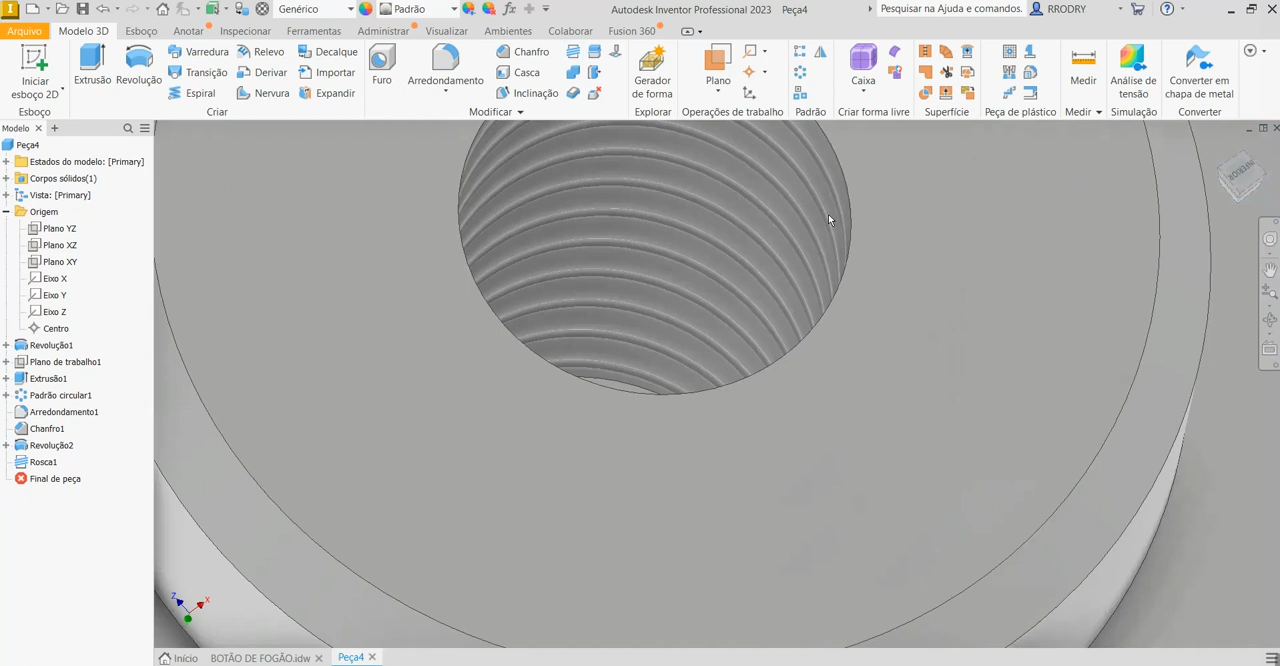 Genérico Padrão Autodesk Inventor Professional 2023 Peça4 Pesquisar na Ajuda e comandos. RRODRY
Arquivo Modelo 3D Esboço Anotar Inspecionar Ferramentas Administrar Visualizar Ambientes Colaborar Fusion 360
Iniciar esboço 2D
Esboço
Extrusão Revolução Varredura Relevo Decalque
Transição Derivar Importar
Espiral Nervura Expandir
Criar
Furo Arredondamento Chanfro
Casca
Inclinação
Modificar
Gerador de forma
Explorar
Plano
Operações de trabalho
Padrão
Caixa
Criar forma livre
Superfície
Peça de plástico
Medir
Medir
Análise de tensão
Simulação
Converter em chapa de metal
Converter
Modelo
Peça4
Estados do modelo: [Primary]
Corpos sólidos(1)
Vista: [Primary]
Origem
Plano YZ
Plano XZ
Plano XY
Eixo X
Eixo Y
Eixo Z
Centro
Revolução1
Plano de trabalho1
Extrusão1
Padrão circular1
Arredondamento1
Chanfro1
Revolução2
Rosca1
Final de peça
INFERIOR
Z X
Início BOTÃO DE FOGÃO.idw Peça4